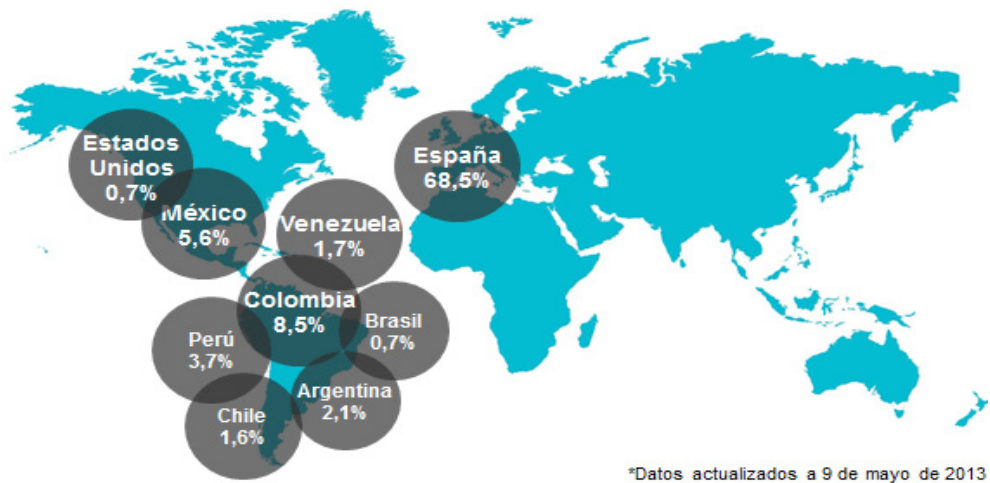 Estados
Unidos
0,7%
México
5,6%
España
68,5%
Venezuela
1,7%
Colombia
8,5%
Brasil
0,7%
Perú
3,7%
Argentina
2,1%
Chile
1,6%
*Datos actualizados a 9 de mayo de 2013